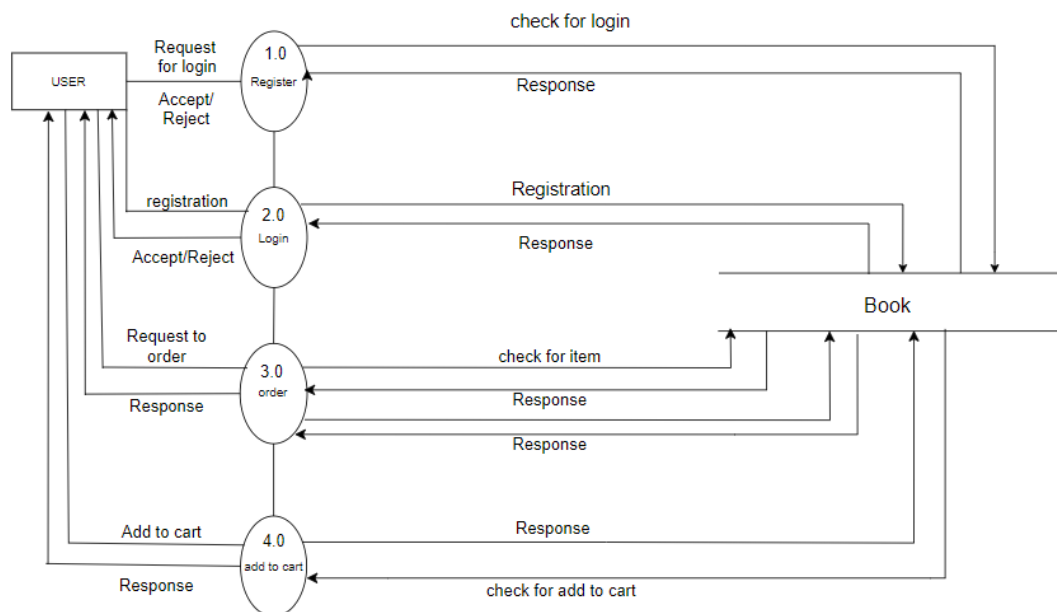 check for login
1.0
Register
Request
for login
USER
Response
Accept/
Reject
Registration
registration
2.0
Login
Response
Accept/Reject
Book
Request to
order
check for item
3.0
order
Response
Response
Response
Add to cart
Response
4.0
add to cart
Response
check for add to cart